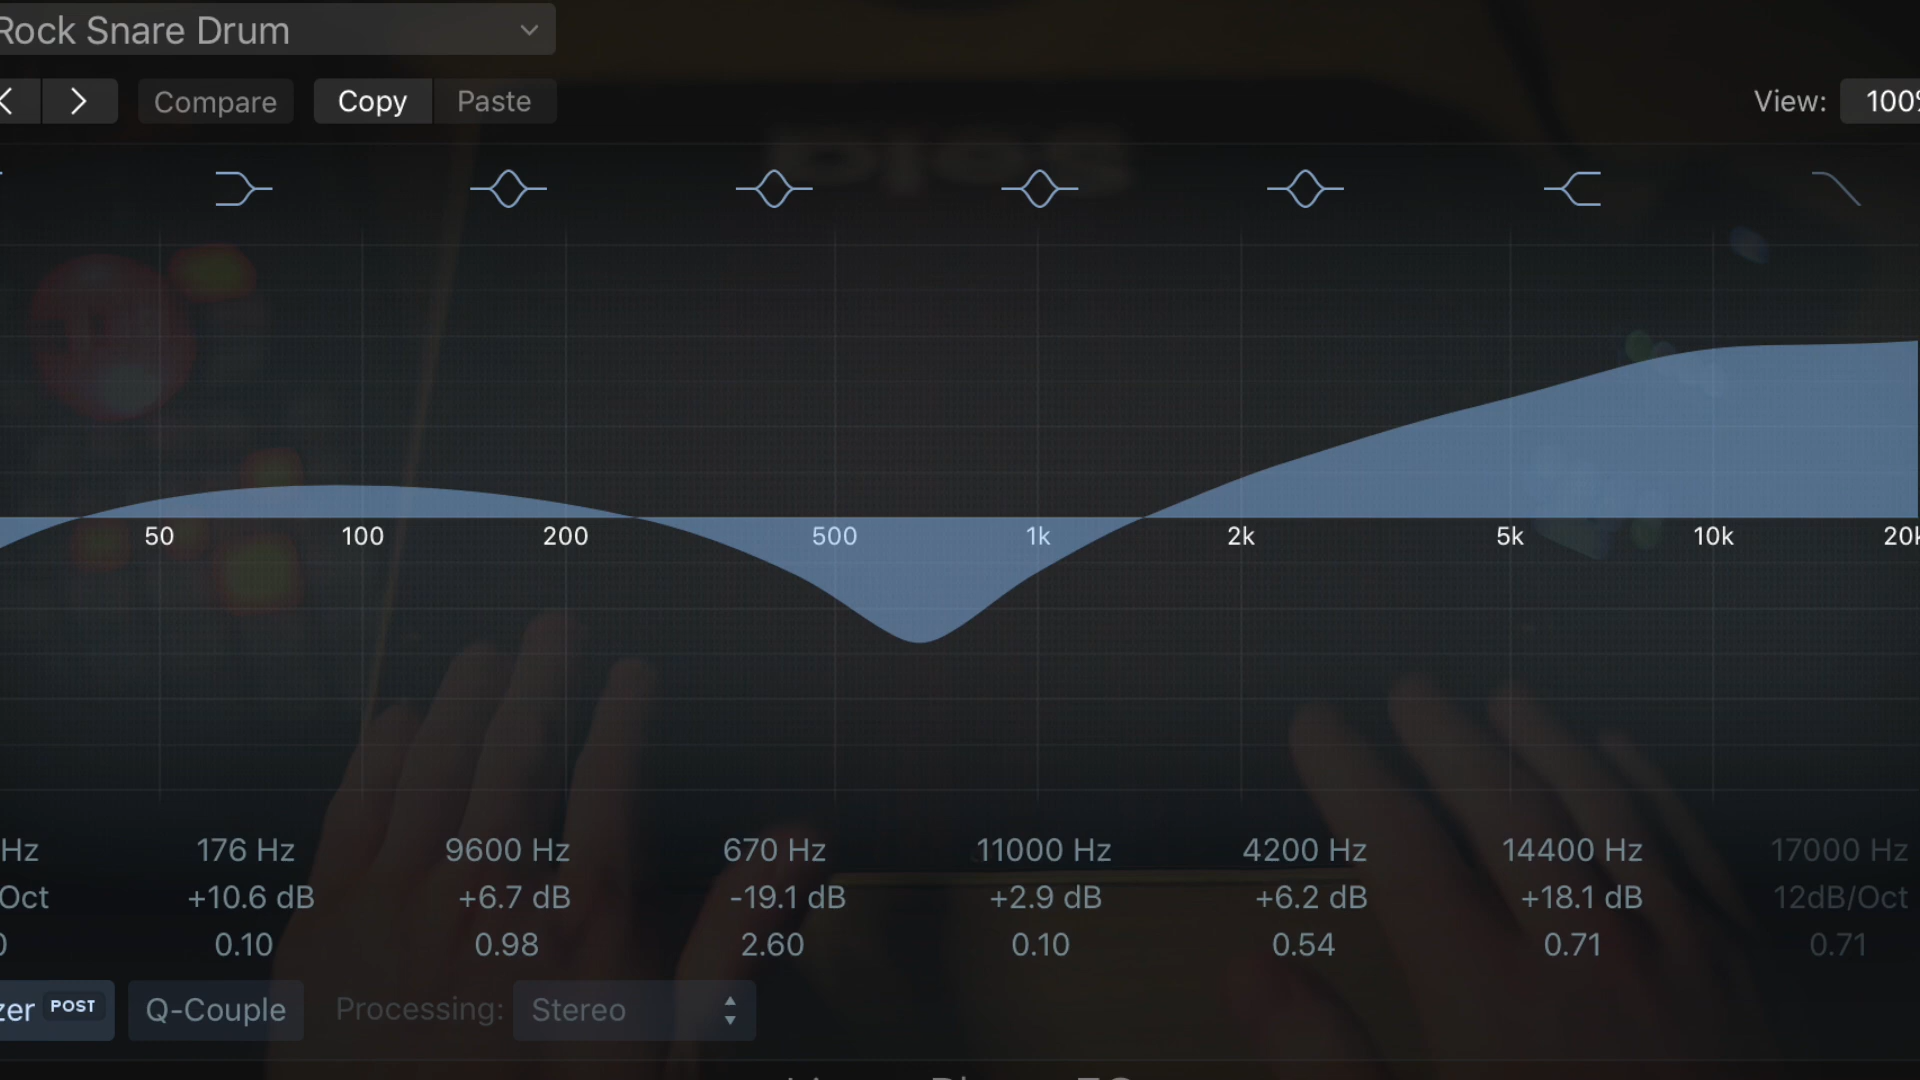 Rock Snare Drum
Compare Copy Paste View: 100%
50 100 200 500 1k 2k 5k 10k 20k
Hz 176 Hz 9600 Hz 670 Hz 11000 Hz 4200 Hz 14400 Hz 17000 Hz
Oct +10.6 dB +6.7 dB -19.1 dB +2.9 dB +6.2 dB +18.1 dB 12dB/Oct
0.10 0.98 2.60 0.10 0.54 0.71 0.71
zer POST Q-Couple Processing: Stereo